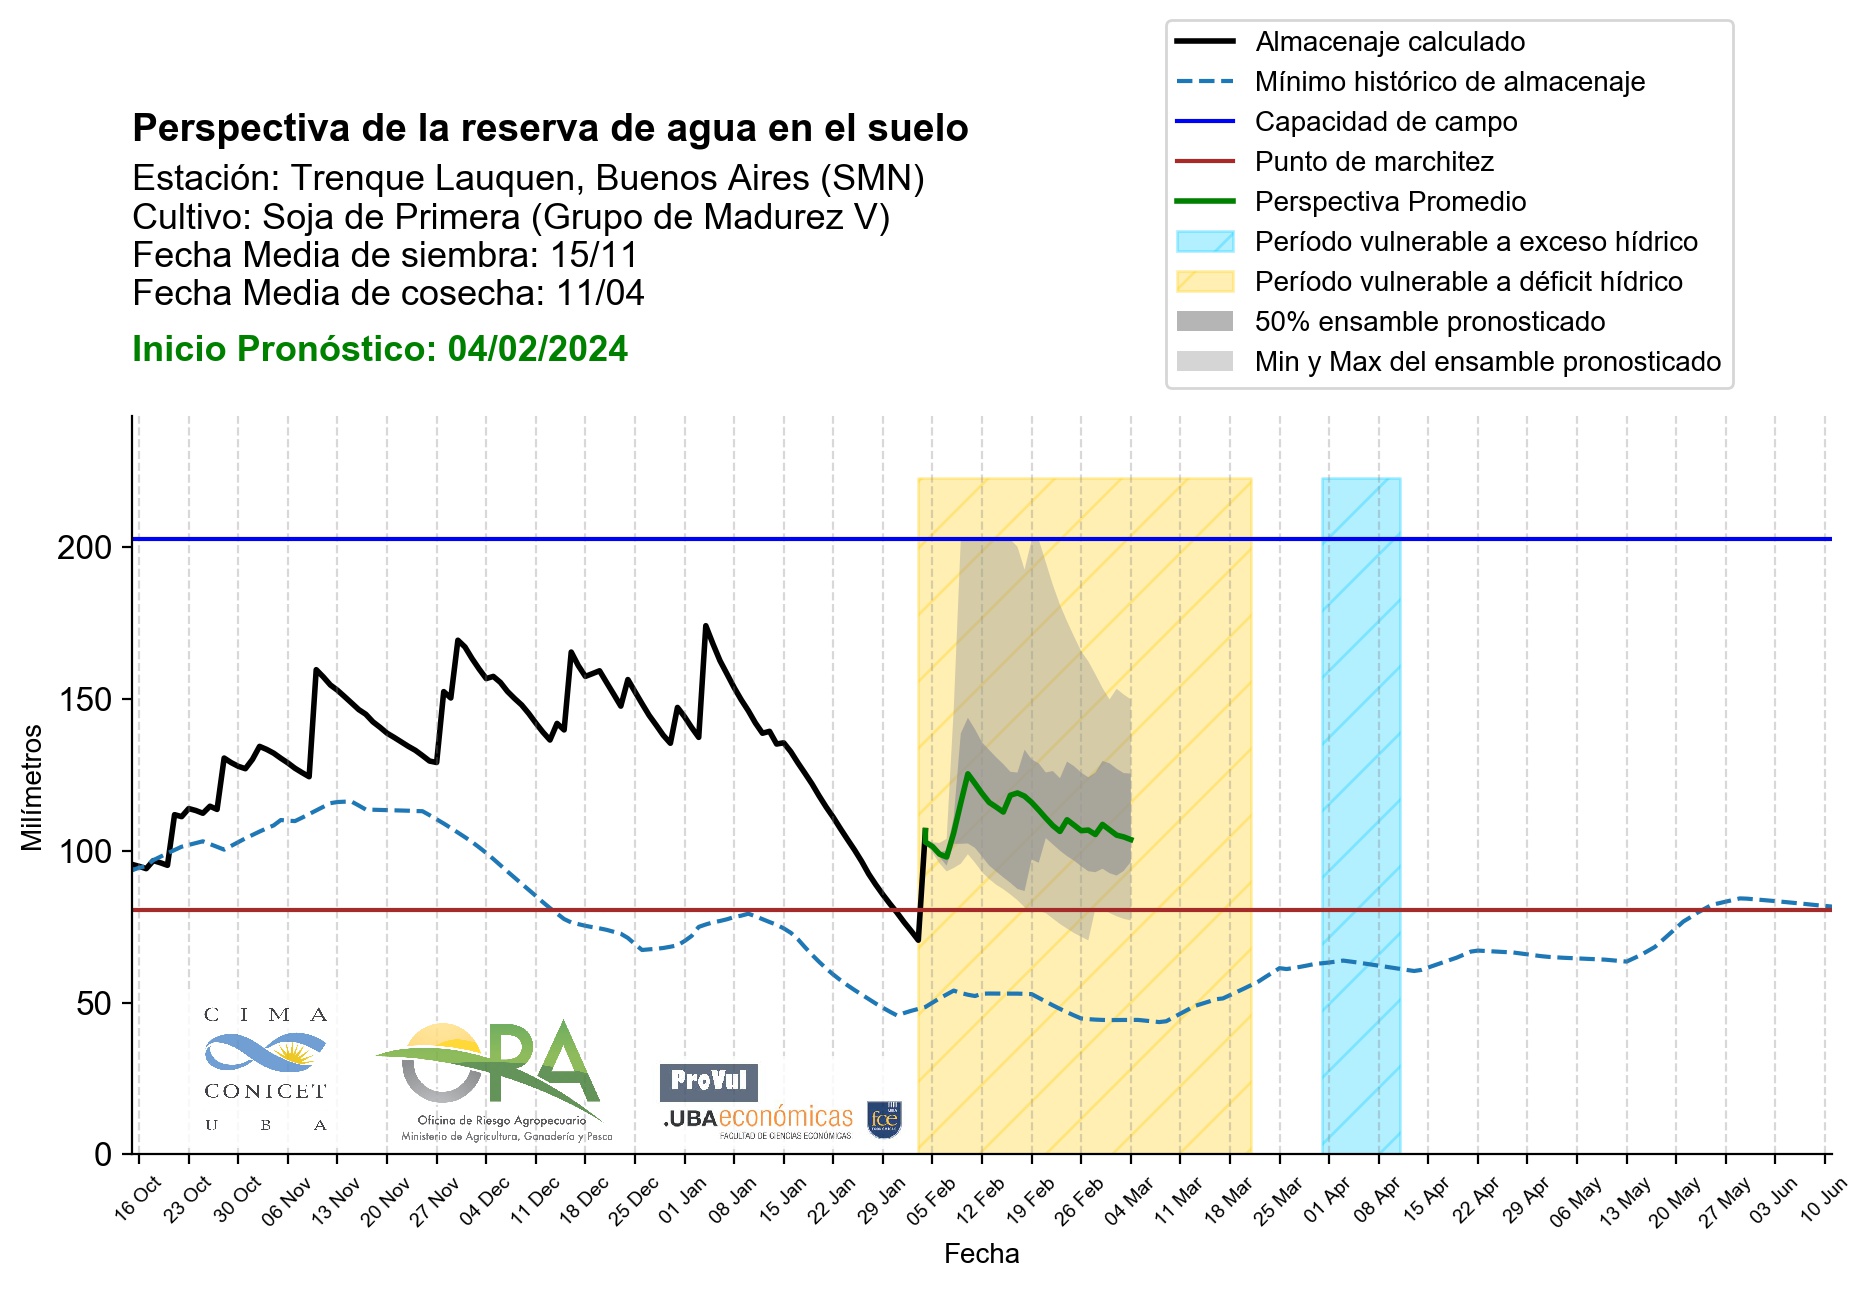 Almacenaje calculado
Mínimo histórico de almacenaje
Capacidad de campo
Punto de marchitez
Perspectiva Promedio
Período vulnerable a exceso hídrico
Período vulnerable a déficit hídrico
50% ensamble pronosticado
Min y Max del ensamble pronosticado
Perspectiva de la reserva de agua en el suelo
Estación: Trenque Lauquen, Buenos Aires (SMN)
Cultivo: Soja de Primera (Grupo de Madurez V)
Fecha Media de siembra: 15/11
Fecha Media de cosecha: 11/04
Inicio Pronóstico: 04/02/2024
Milímetros
200
150
100
50
0
C I M A
CONICET
U B A
ORA
Oficina de Riesgo Agropecuario
Ministerio de Agricultura, Ganadería y Pesca
ProVul
.UBAeconómicas
FACULTAD DE CIENCIAS ECONÓMICAS
UBA
fce
16 Oct
23 Oct
30 Oct
06 Nov
13 Nov
20 Nov
27 Nov
04 Dec
11 Dec
18 Dec
25 Dec
01 Jan
08 Jan
15 Jan
22 Jan
29 Jan
05 Feb
12 Feb
19 Feb
26 Feb
04 Mar
11 Mar
18 Mar
25 Mar
01 Apr
08 Apr
15 Apr
22 Apr
29 Apr
06 May
13 May
20 May
27 May
03 Jun
10 Jun
Fecha